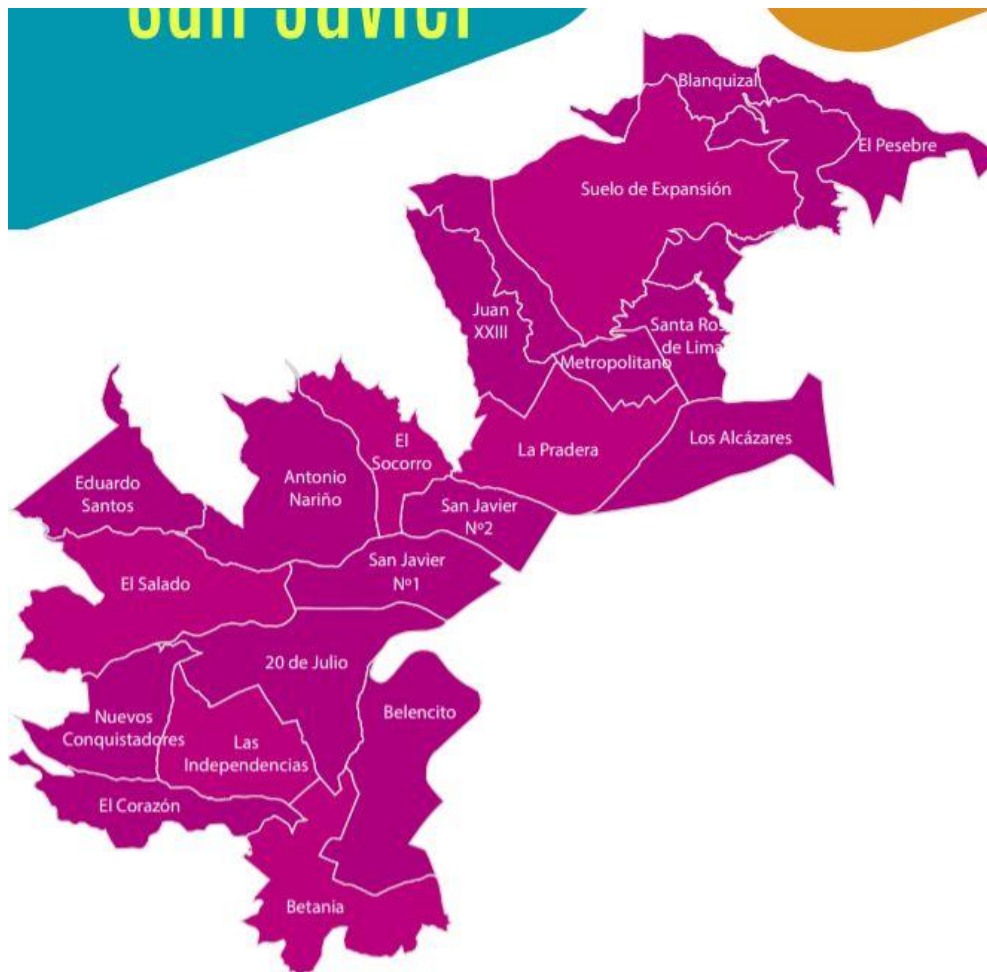 San Javier
Blanquizal
El Pesebre
Suelo de Expansión
Juan
XXIII
Santa Ros
de Lima
Metropolitano
La Pradera
Los Alcázares
El
Socorro
Antonio
Nariño
Eduardo
Santos
San Javier
Nº2
San Javier
Nº1
El Salado
20 de Julio
Belencito
Nuevos
Conquistadores
Las
Independencias
El Corazón
Betania